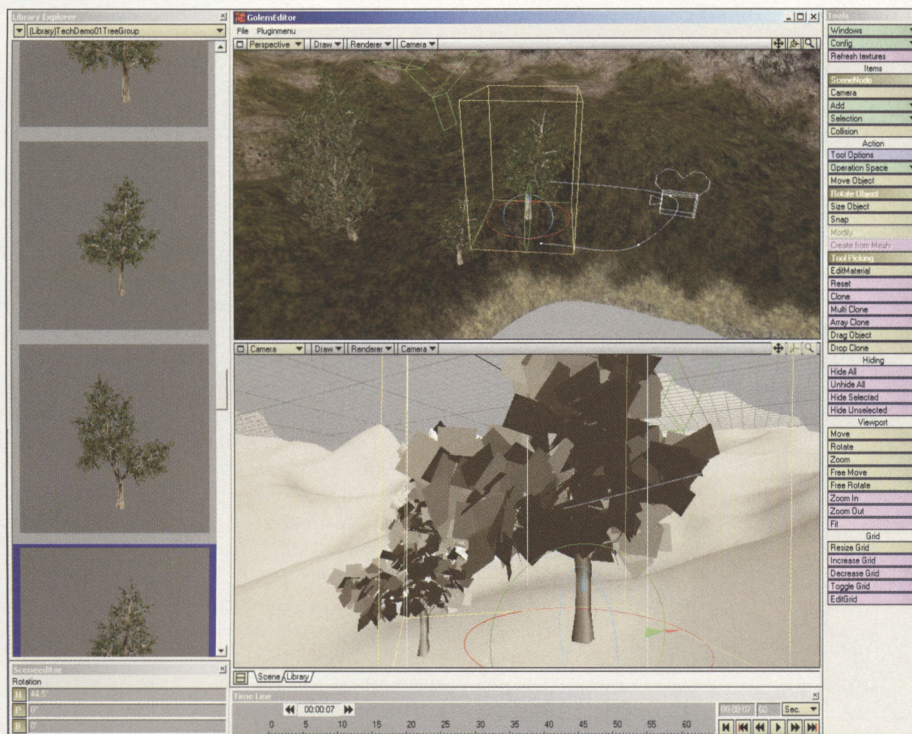 Library Explorer
(Library)TechDemo01TreeGroup
GolemEditor
File Pluginmenu
Perspective Draw Renderer Camera
Camera Draw Renderer Camera
Scene Library
Sceneeditor
Rotation
H 44.5°
P 0°
B 0°
Time Line
00:00:07
00:00:07 65 Sec.
0 5 10 15 20 25 30 35 40 45 50 55 60
Tools
Windows
Config
Refresh textures
Items
SceneNode
Camera
Add
Selection
Collision
Action
Tool Options
Operation Space
Move Object
Rotate Object
Size Object
Snap
Modify
Create from Mesh
Tool Picking
EditMaterial
Reset
Clone
Multi Clone
Array Clone
Drag Object
Drop Clone
Hiding
Hide All
Unhide All
Hide Selected
Hide Unselected
Viewport
Move
Rotate
Zoom
Free Move
Free Rotate
Zoom In
Zoom Out
Fit
Grid
Resize Grid
Increase Grid
Decrease Grid
Toggle Grid
EditGrid